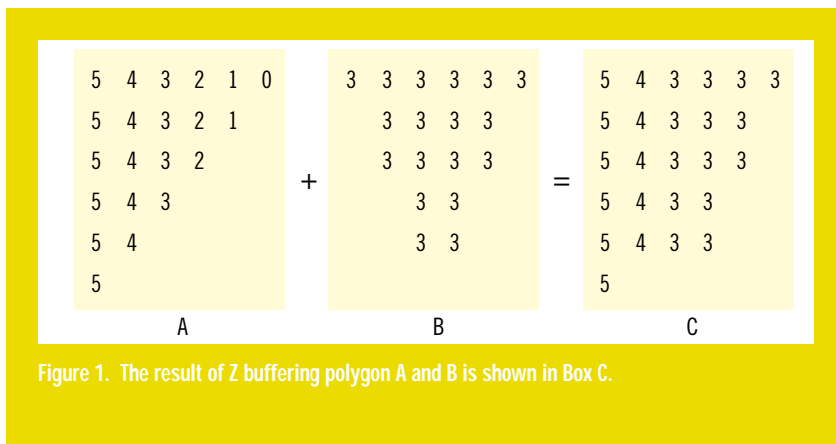 5 4 3 2 1 0 3 3 3 3 3 3 5 4 3 3 3 3
5 4 3 2 1 3 3 3 3 5 4 3 3 3
5 4 3 2 3 3 3 3 5 4 3 3 3
+ =
5 4 3 3 3 5 4 3 3
5 4 3 3 5 4 3 3
5 5
A B C
Figure 1. The result of Z buffering polygon A and B is shown in Box C.